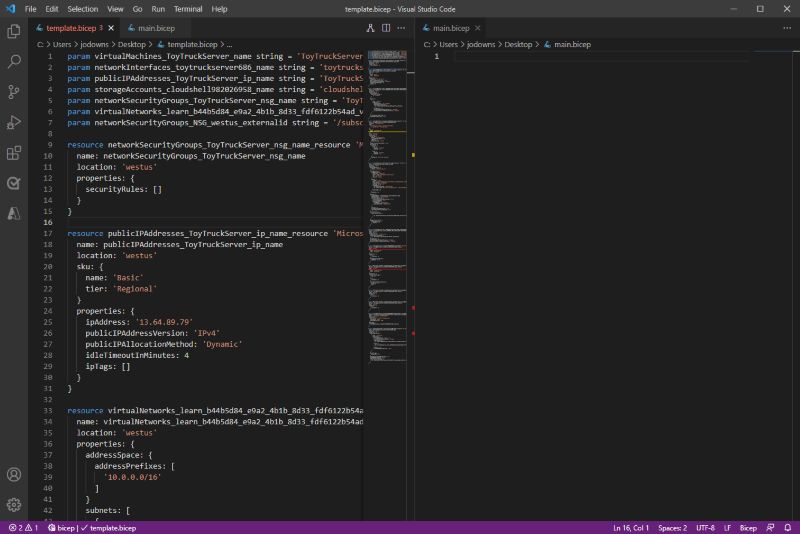 File Edit Selection View Go Run Terminal Help
template.bicep - Visual Studio Code
template.bicep 3
main.bicep
C: > Users > jodowns > Desktop > template.bicep > ...
1 param virtualMachines_ToyTruckServer_name string = 'ToyTruckServer
2 param networkInterfaces_toytruckserver686_name string = 'toytrucks
3 param publicIPAddresses_ToyTruckServer_ip_name string = 'ToyTruckS
4 param storageAccounts_cloudshell982026958_name string = 'cloudshel
5 param networkSecurityGroups_ToyTruckServer_nsg_name string = 'ToyT
6 param virtualNetworks_learn_b44b5d84_e9a2_4b1b_8d33_fdf6122b54ad_v
7 param networkSecurityGroups_NSG_westus_externalid string = '/subsc
8
9 resource networkSecurityGroups_ToyTruckServer_nsg_name_resource 'M
10 name: networkSecurityGroups_ToyTruckServer_nsg_name
11 location: 'westus'
12 properties: {
13 securityRules: []
14 }
15 }
16
17 resource publicIPAddresses_ToyTruckServer_ip_name_resource 'Micros
18 name: publicIPAddresses_ToyTruckServer_ip_name
19 location: 'westus'
20 sku: {
21 name: 'Basic'
22 tier: 'Regional'
23 }
24 properties: {
25 ipAddress: '13.64.89.79'
26 publicIPAddressVersion: 'IPv4'
27 publicIPAllocationMethod: 'Dynamic'
28 idleTimeoutInMinutes: 4
29 ipTags: []
30 }
31 }
32
33 resource virtualNetworks_learn_b44b5d84_e9a2_4b1b_8d33_fdf6122b54a
34 name: virtualNetworks_learn_b44b5d84_e9a2_4b1b_8d33_fdf6122b54ad
35 location: 'westus'
36 properties: {
37 addressSpace: {
38 addressPrefixes: [
39 '10.0.0.0/16'
40 ]
41 }
42 subnets: [
43 {
main.bicep
C: > Users > jodowns > Desktop > main.bicep
1
2 1 bicep | template.bicep
Ln 16, Col 1 Spaces: 2 UTF-8 LF Bicep